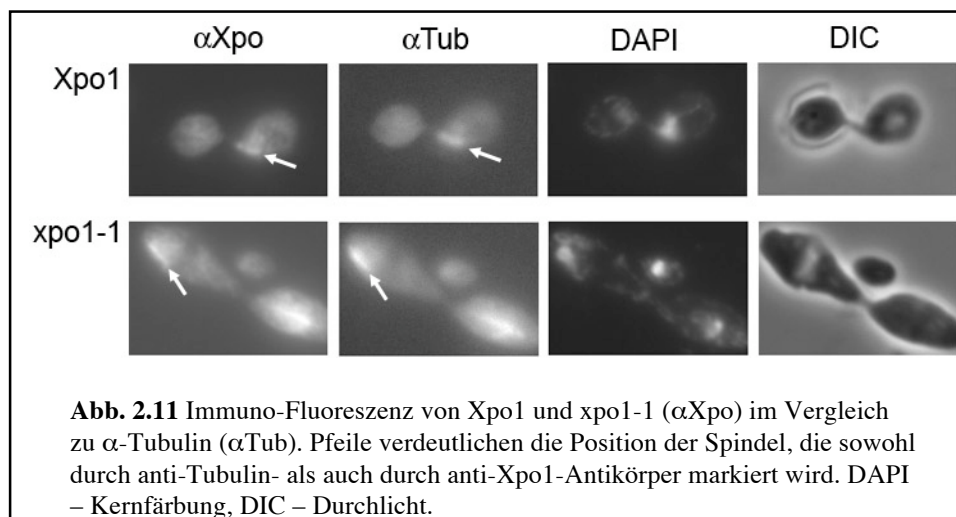 αXpo αTub DAPI DIC
Xpo1
xpo1-1
Abb. 2.11 Immuno-Fluoreszenz von Xpo1 und xpo1-1 (αXpo) im Vergleich
zu α-Tubulin (αTub). Pfeile verdeutlichen die Position der Spindel, die sowohl
durch anti-Tubulin- als auch durch anti-Xpo1-Antikörper markiert wird. DAPI
– Kernfärbung, DIC – Durchlicht.